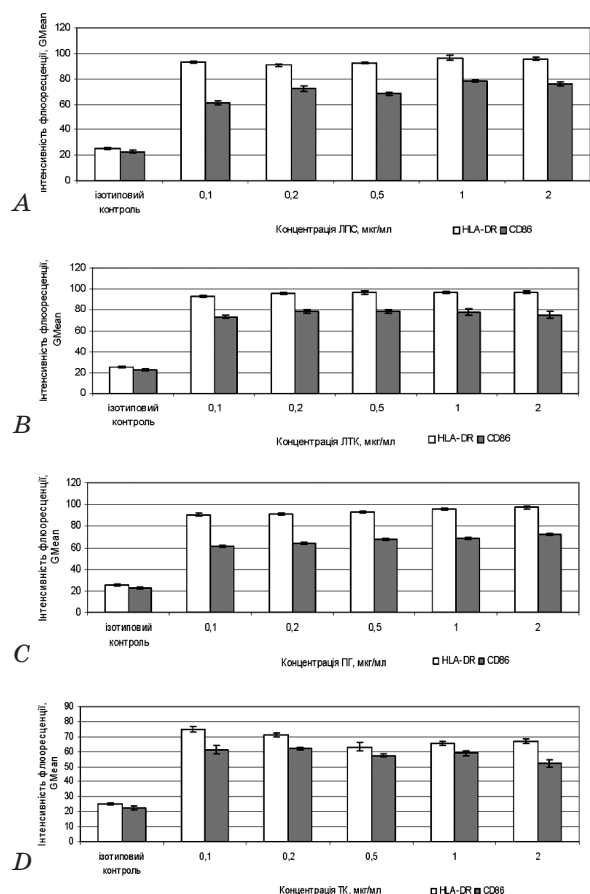 Інтенсивність флюоресценції, GMean
120
100
80
60
40
20
0
ізотиповий контроль
0,1
0,2
0,5
1
2
A
Концентрація ЛПС, мкг/мл
HLA-DR CD86
Інтенсивність флюоресценції,
GMean
120
100
80
60
40
20
0
ізотиповий контроль
0,1
0,2
0,5
1
2
B
Концентрація ЛТК, мкг/мл
HLA-DR CD86
Інтенсивність флюоресценції,
GMean
120
100
80
60
40
20
0
ізотиповий контроль
0,1
0,2
0,5
1
2
C
Концентрація ПГ, мкг/мл
HLA-DR CD86
Інтенсивність флюоресценції,
GMean
90
80
70
60
50
40
30
20
10
0
ізотиповий контроль
0,1
0,2
0,5
1
2
D
Концентрація ТК, мкг/мл
HLA-DR CD86